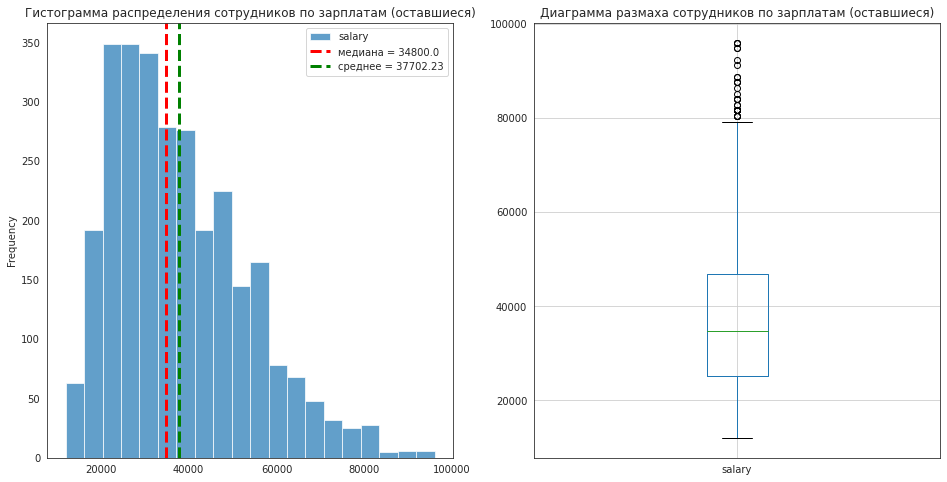 Гистограмма распределения сотрудников по зарплатам (оставшиеся)
salary
медиана = 34800.0
среднее = 37702.23
Frequency
350
300
250
200
150
100
50
0
20000
40000
60000
80000
100000
Диаграмма размаха сотрудников по зарплатам (оставшиеся)
100000
80000
60000
40000
20000
salary